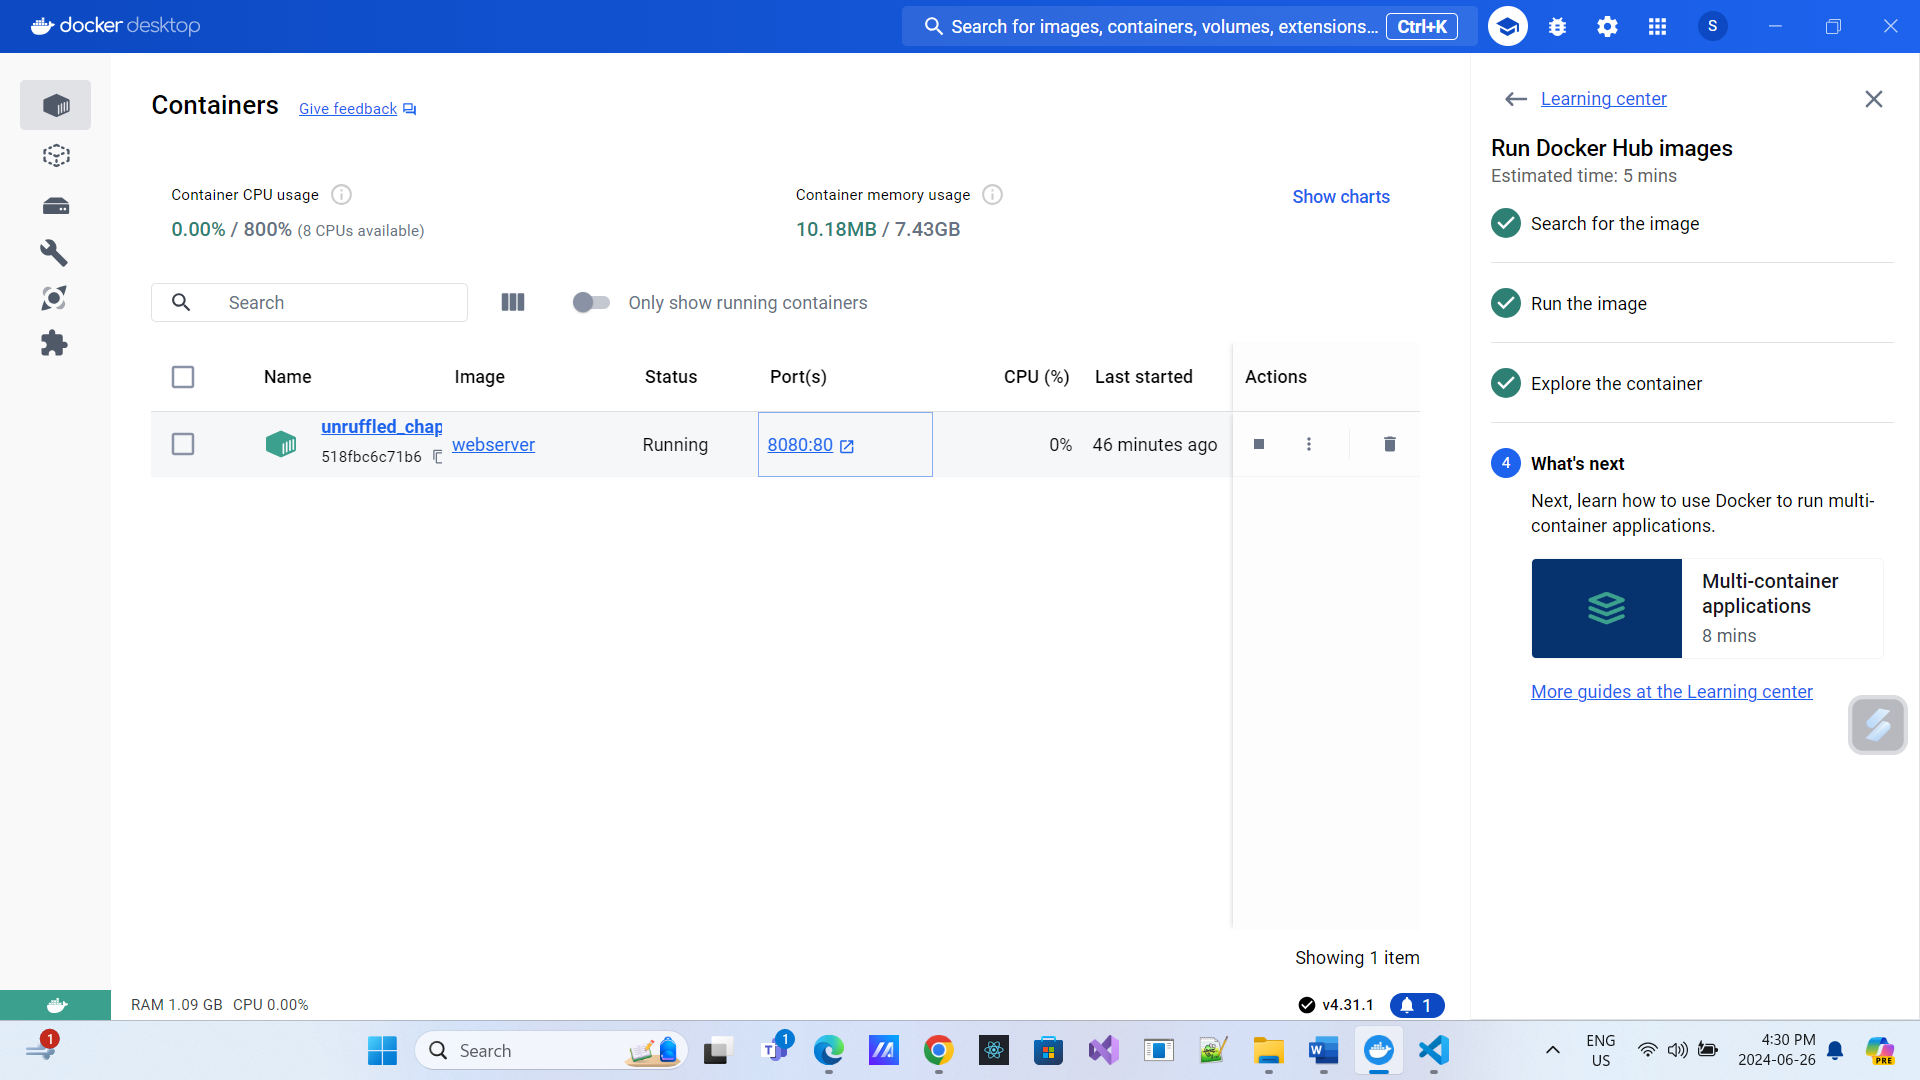 docker desktop
Search for images, containers, volumes, extensions... Ctrl+K
S
Containers Give feedback
Container CPU usage
0.00% / 800% (8 CPUs available)
Container memory usage
10.18MB / 7.43GB
Show charts
Search
Only show running containers
Name Image Status Port(s) CPU (%) Last started Actions
unruffled_chap
518fbc6c71b6
webserver Running 8080:80 0% 46 minutes ago
Showing 1 item
RAM 1.09 GB CPU 0.00%
v4.31.1
1
Learning center
Run Docker Hub images
Estimated time: 5 mins
Search for the image
Run the image
Explore the container
4 What's next
Next, learn how to use Docker to run multi-
container applications.
Multi-container
applications
8 mins
More guides at the Learning center
1
Search
1
ENG
US
4:30 PM
2024-06-26
PRE